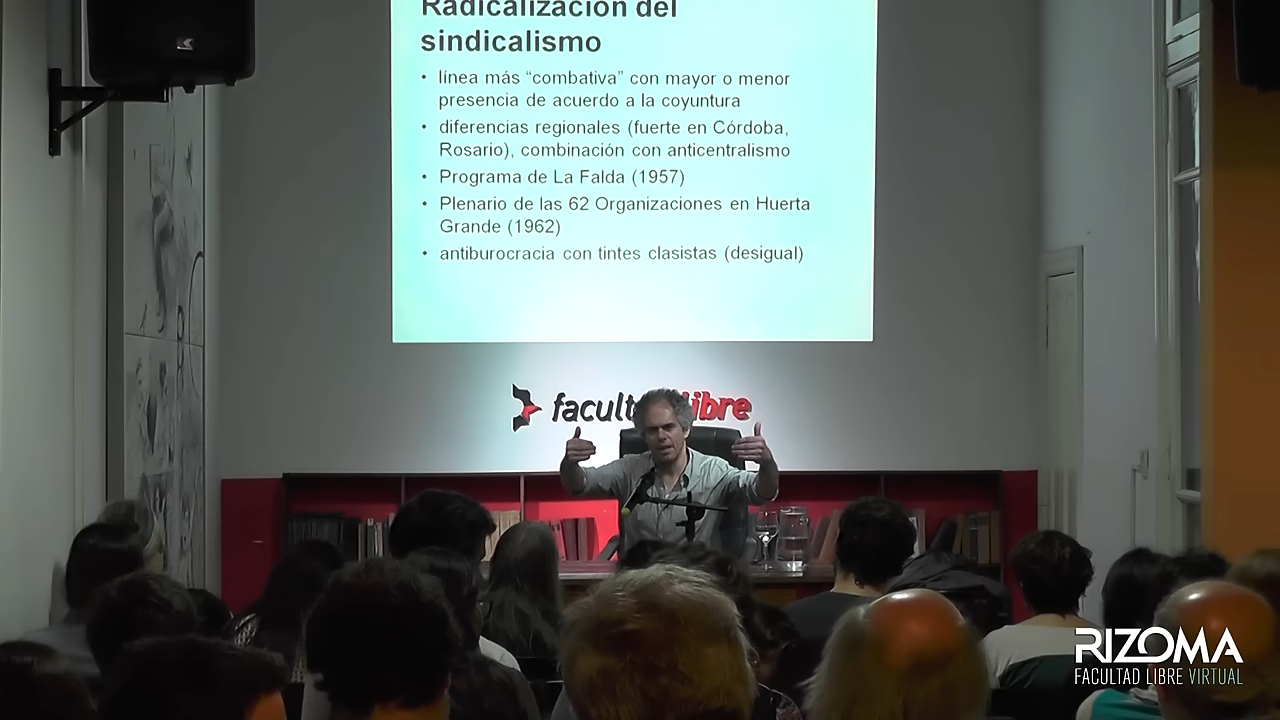 Radicalización del
sindicalismo
• línea más “combativa” con mayor o menor
presencia de acuerdo a la coyuntura
• diferencias regionales (fuerte en Córdoba,
Rosario), combinación con anticentralismo
• Programa de La Falda (1957)
• Plenario de las 62 Organizaciones en Huerta
Grande (1962)
• antiburocracia con tintes clasistas (desigual)
facult libre
RIZOMA
FACULTAD LIBRE VIRTUAL